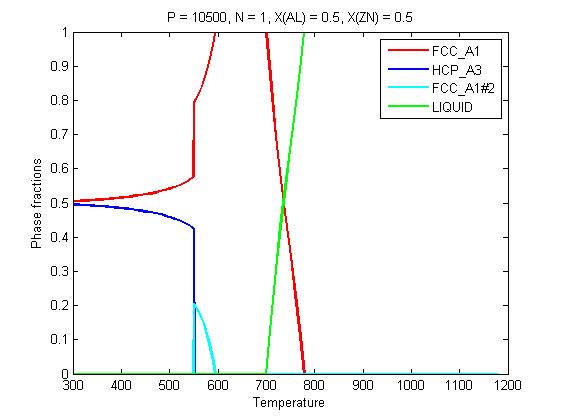 P = 10500, N = 1, X(AL) = 0.5, X(ZN) = 0.5
FCC_A1
HCP_A3
FCC_A1#2
LIQUID
Phase fractions
1
0.9
0.8
0.7
0.6
0.5
0.4
0.3
0.2
0.1
0
300 400 500 600 700 800 900 1000 1100 1200
Temperature